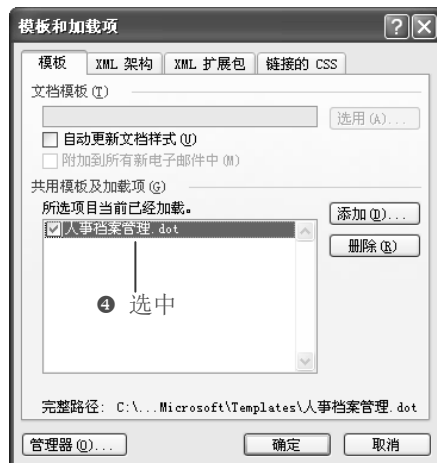 模板和加载项
模板 XML 架构 XML 扩展包 链接的 CSS
文档模板(T)
选用(A)...
自动更新文档样式(U)
附加到所有新电子邮件中(M)
共用模板及加载项(G)
所选项目当前已经加载。
添加(D)...
人事档案管理.dot
删除(R)
❹ 选中
完整路径: C:\...Microsoft\Templates\人事档案管理.dot
管理器(O)... 确定 取消